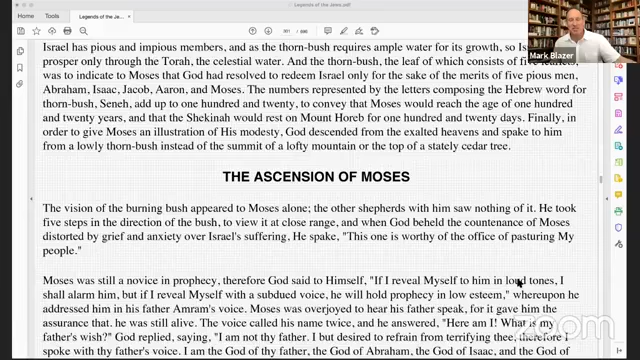 Legends of the Jews.pdf
Home
Tools
Legends of the Jew...
301 / 696
Israel has pious and impious members, and as the thorn-bush requires ample water for its growth, so Is
prosper only through the Torah, the celestial water. And the thorn-bush, the leaf of which consists of five leaflets,
was to indicate to Moses that God had resolved to redeem Israel only for the sake of the merits of five pious men,
Abraham, Isaac, Jacob, Aaron, and Moses. The numbers represented by the letters composing the Hebrew word for
thorn-bush, Seneh, add up to one hundred and twenty, to convey that Moses would reach the age of one hundred
and twenty years, and that the Shekinah would rest on Mount Horeb for one hundred and twenty days. Finally, in
order to give Moses an illustration of His modesty, God descended from the exalted heavens and spake to him
from a lowly thorn-bush instead of the summit of a lofty mountain or the top of a stately cedar tree.
THE ASCENSION OF MOSES
The vision of the burning bush appeared to Moses alone; the other shepherds with him saw nothing of it. He took
five steps in the direction of the bush, to view it at close range, and when God beheld the countenance of Moses
distorted by grief and anxiety over Israel's suffering, He spake, "This one is worthy of the office of pasturing My
people."
Moses was still a novice in prophecy, therefore God said to Himself, "If I reveal Myself to him in loud tones, I
shall alarm him, but if I reveal Myself with a subdued voice, he will hold prophecy in low esteem," whereupon he
addressed him in his father Amram's voice. Moses was overjoyed to hear his father speak, for it gave him the
assurance that. he was still alive. The voice called his name twice, and he answered, "Here am I! What is my
father's wish?" God replied, saying, "I am not thy father. I but desired to refrain from terrifying thee, therefore I
spoke with thy father's voice. I am the God of thy father, the God of Abraham, the God of Isaac, and the God of
Mark Blazer
zoom